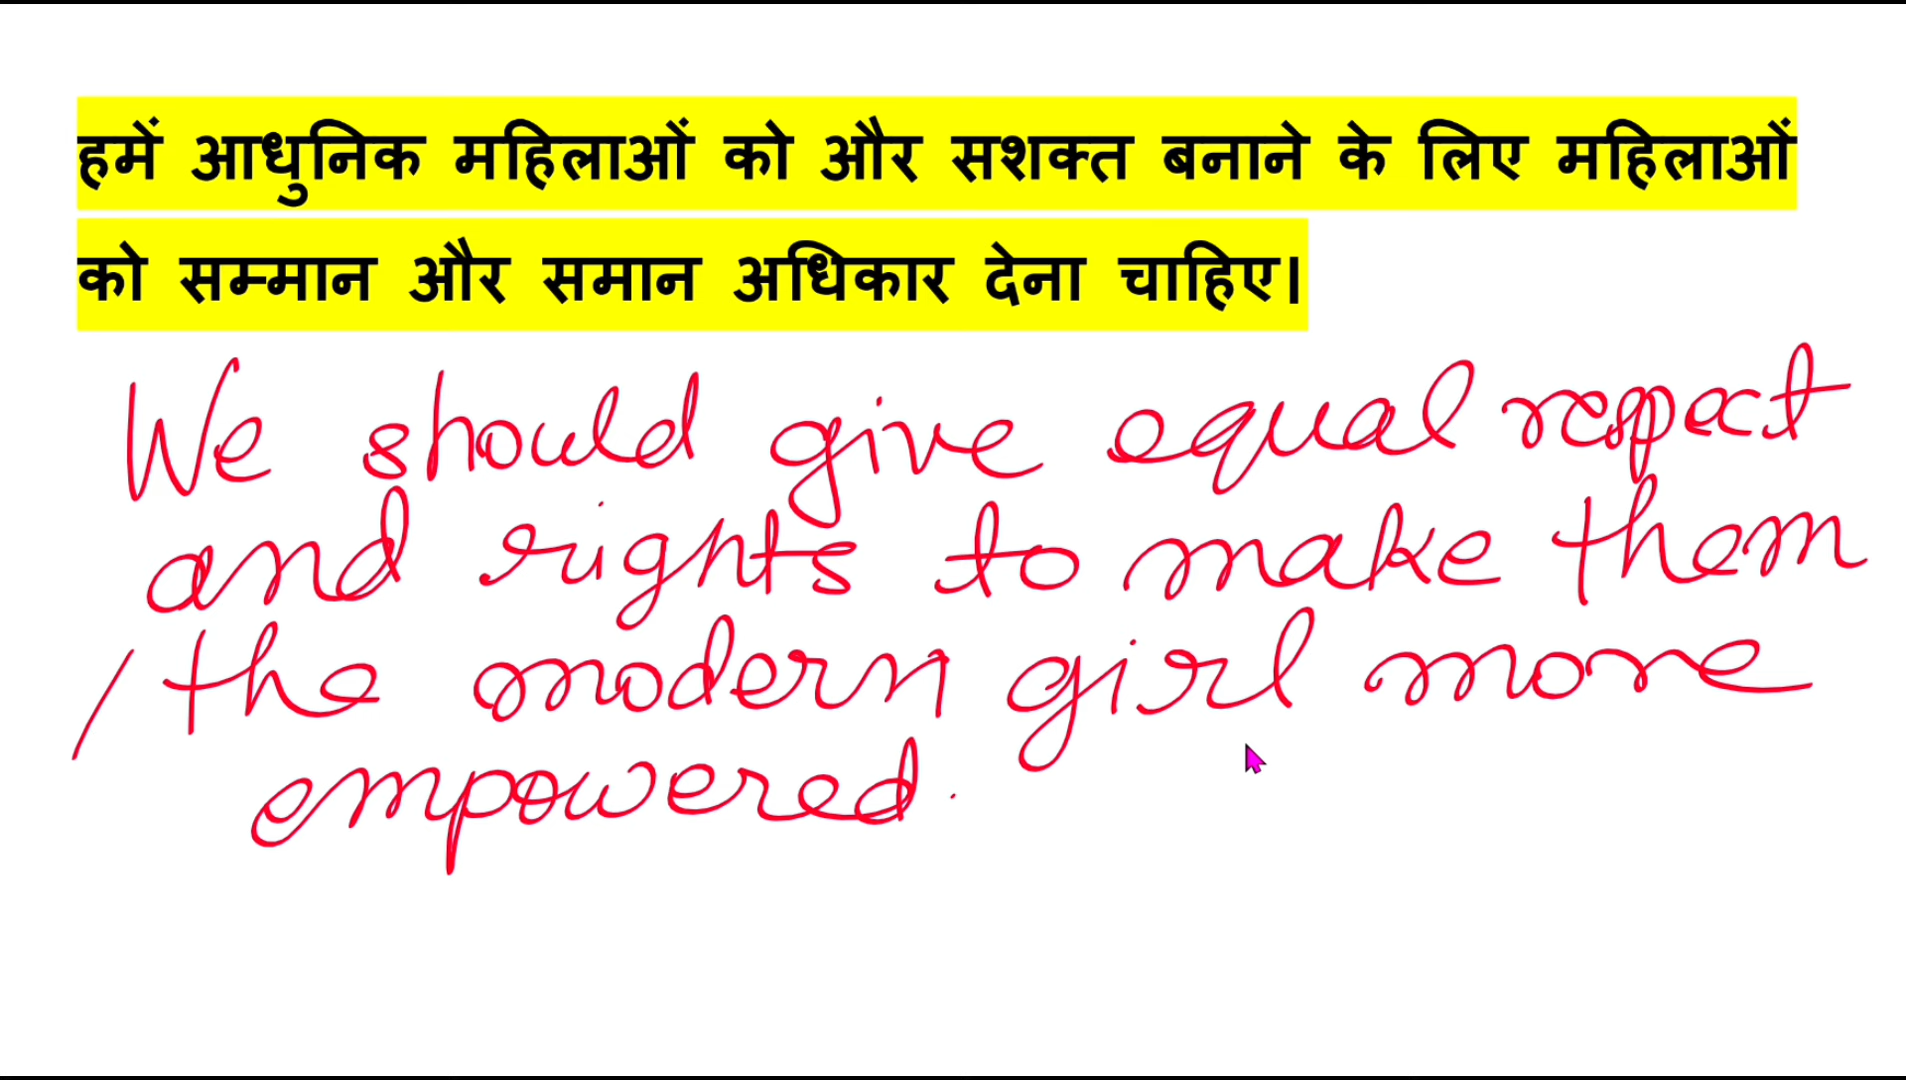 हमें आधुनिक महिलाओं को और सशक्त बनाने के लिए महिलाओं
को सम्मान और समान अधिकार देना चाहिए।
We should give equal respect
and rights to make them
/ the modern girl more
empowered.